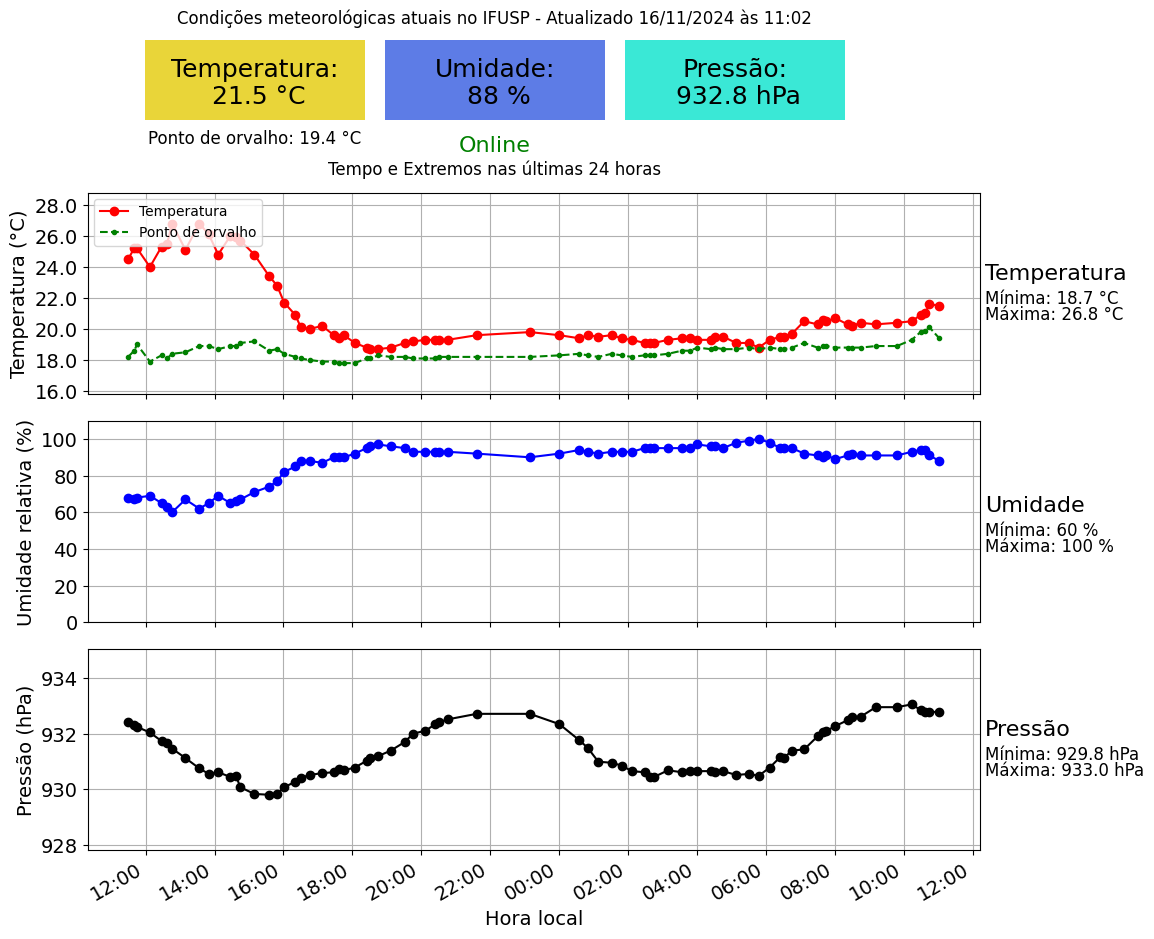 Condições meteorológicas atuais no IFUSP - Atualizado 16/11/2024 às 11:02
Temperatura:
21.5 °C
Umidade:
88 %
Pressão:
932.8 hPa
Ponto de orvalho: 19.4 °C
Online
Tempo e Extremos nas últimas 24 horas
Temperatura (°C)
28.0
26.0
24.0
22.0
20.0
18.0
16.0
Temperatura
Ponto de orvalho
Temperatura
Mínima: 18.7 °C
Máxima: 26.8 °C
Umidade relativa (%)
100
80
60
40
20
0
Umidade
Mínima: 60 %
Máxima: 100 %
Pressão (hPa)
934
932
930
928
Pressão
Mínima: 929.8 hPa
Máxima: 933.0 hPa
12:00 14:00 16:00 18:00 20:00 22:00 00:00 02:00 04:00 06:00 08:00 10:00 12:00
Hora local